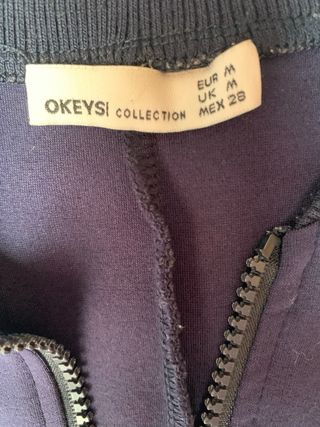 OKEYSI COLLECTION
EUR M
UK M
MEX 28